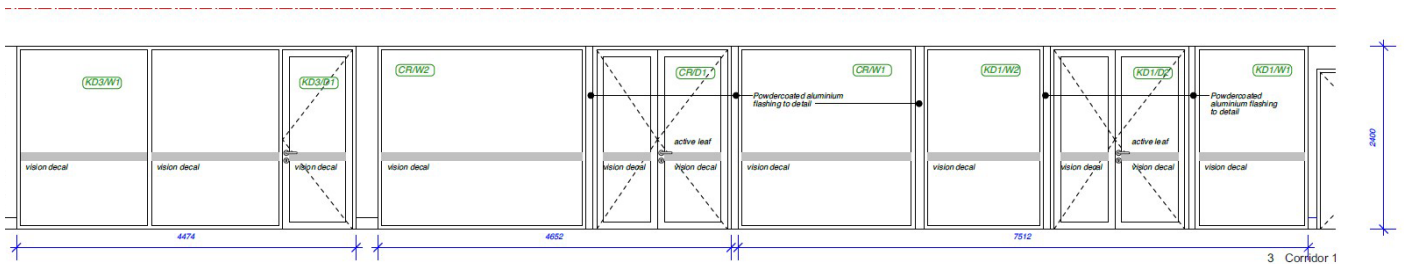 KD3/W1
KD3/D1
CR/W2
CR/D1
CR/W1
KD1/W2
KD1/D2
KD1/W1
Powdercoated aluminium
flashing to detail
Powdercoated
aluminium flashing
to detail
active leaf
active leaf
vision decal
vision decal
vision decal
vision decal
vision decal
vision decal
vision decal
vision decal
vision decal
vision decal
vision decal
4474
4652
7512
2400
3 Corridor 1